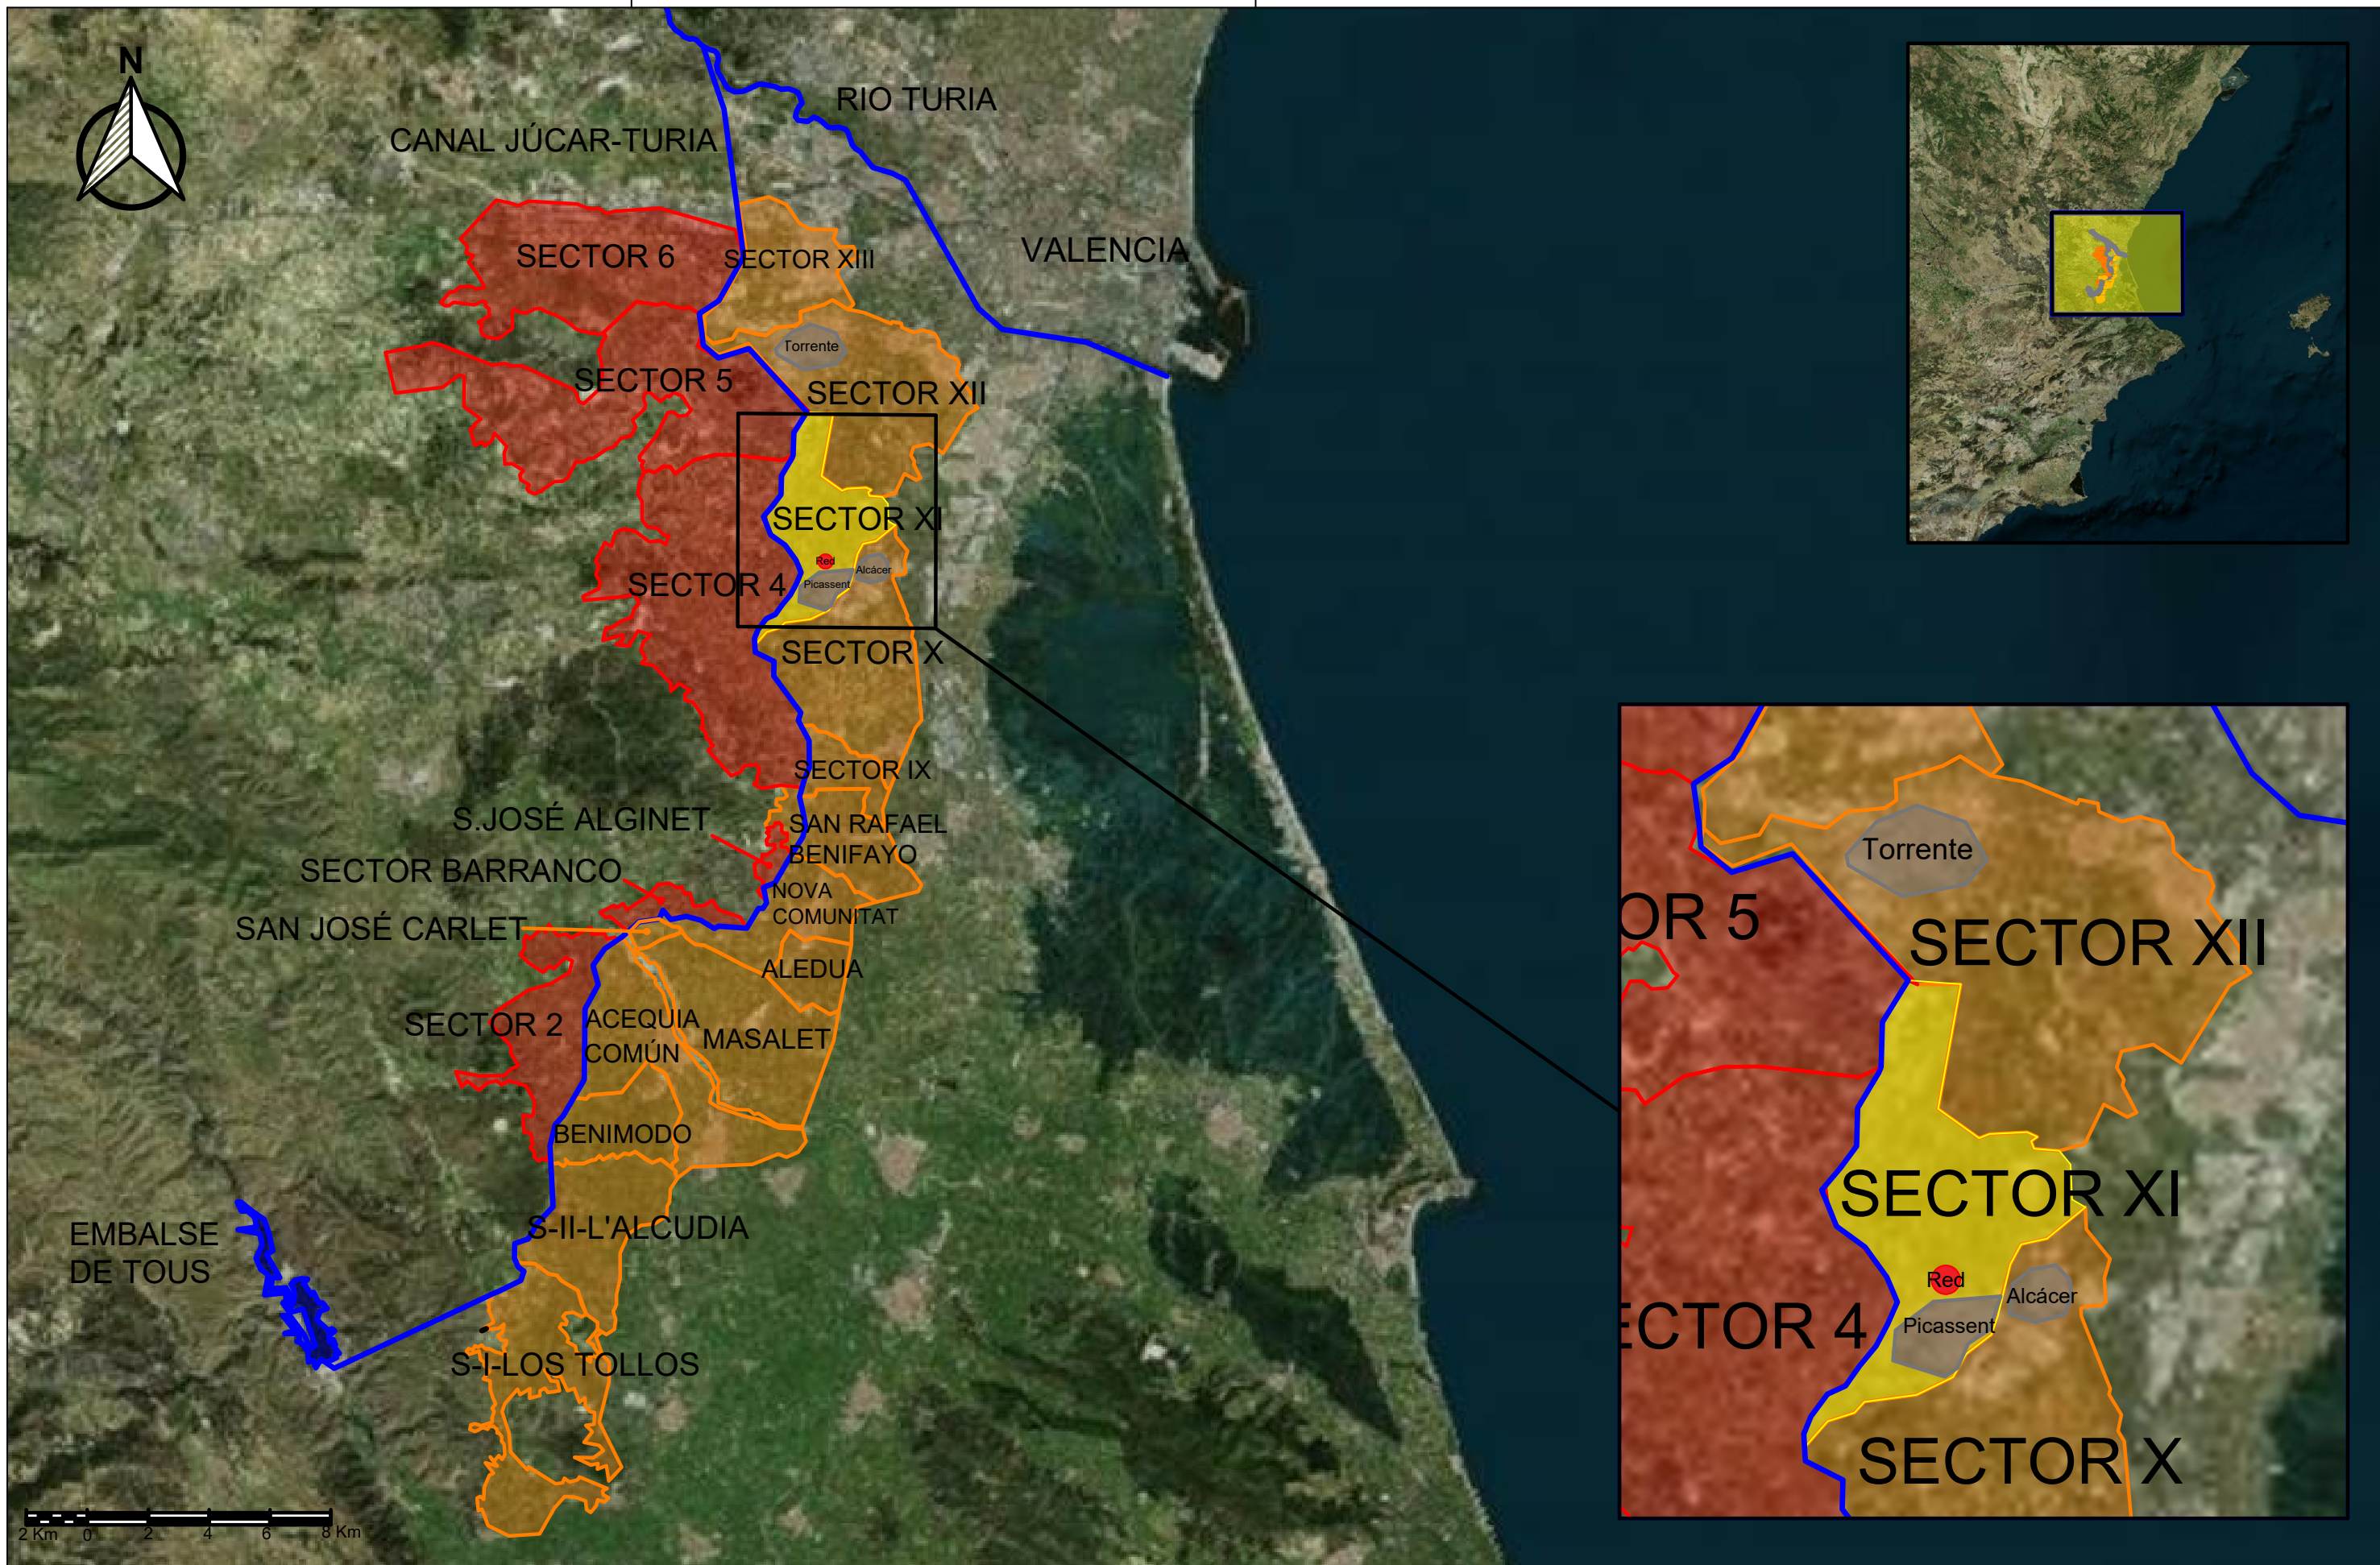 N
RIO TURIA
CANAL JÚCAR-TURIA
VALENCIA
SECTOR 6
SECTOR XIII
Torrente
SECTOR 5
SECTOR XII
SECTOR XI
Red
Alcácer
Picassent
SECTOR 4
SECTOR X
SECTOR IX
S.JOSÉ ALGINET
SAN RAFAEL
BENIFAYO
SECTOR BARRANCO
NOVA
COMUNITAT
SAN JOSÉ CARLET
ALEDUA
SECTOR 2
ACEQUIA
COMÚN
MASALET
BENIMODO
S-II-L'ALCUDIA
EMBALSE
DE TOUS
S-I-LOS TOLLOS
2 Km 0 2 4 6 8 Km
Torrente
OR 5
SECTOR XII
SECTOR XI
Red
Alcácer
Picassent
ECTOR 4
SECTOR X